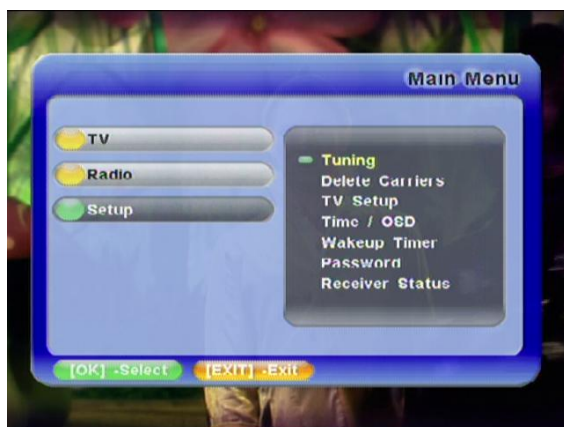 Main Menu
TV
Radio
Setup
Tuning
Delete Carriers
TV Setup
Time / OSD
Wakeup Timer
Password
Receiver Status
[OK] -Select
[EXIT] -Exit